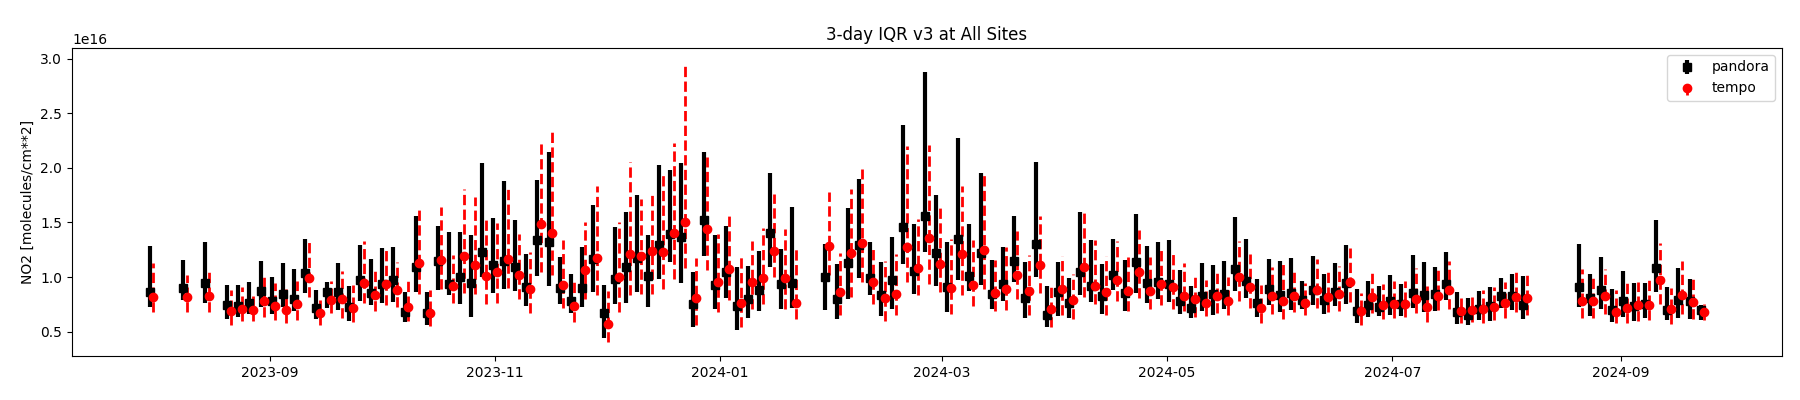 3-day IQR v3 at All Sites
1e16
3.0
2.5
2.0
1.5
1.0
0.5
NO2 [molecules/cm**2]
pandora
tempo
2023-09
2023-11
2024-01
2024-03
2024-05
2024-07
2024-09